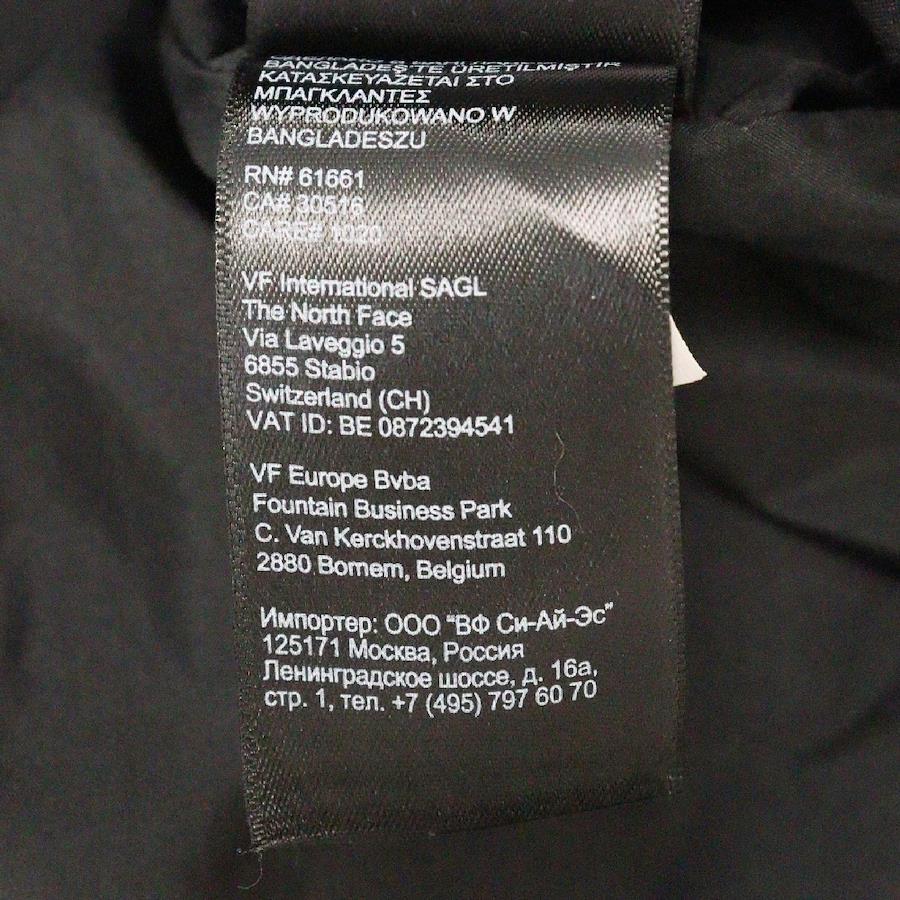 BANGLADEŞ'TE ÜRETİLMİŞTİR
ΚΑΤΑΣΚΕΥΑΖΕΤΑΙ ΣΤΟ
ΜΠΑΓΚΛΑΝΤΕΣ
WYPRODUKOWANO W
BANGLADESZU
RN# 61661
CA# 30516
CARE# 1020
VF International SAGL
The North Face
Via Laveggio 5
6855 Stabio
Switzerland (CH)
VAT ID: BE 0872394541
VF Europe Bvba
Fountain Business Park
C. Van Kerckhovenstraat 110
2880 Bornem, Belgium
Импортер: ООО "ВФ Си-Ай-Эс"
125171 Москва, Россия
Ленинградское шоссе, д. 16а,
стр. 1, тел. +7 (495) 797 60 70